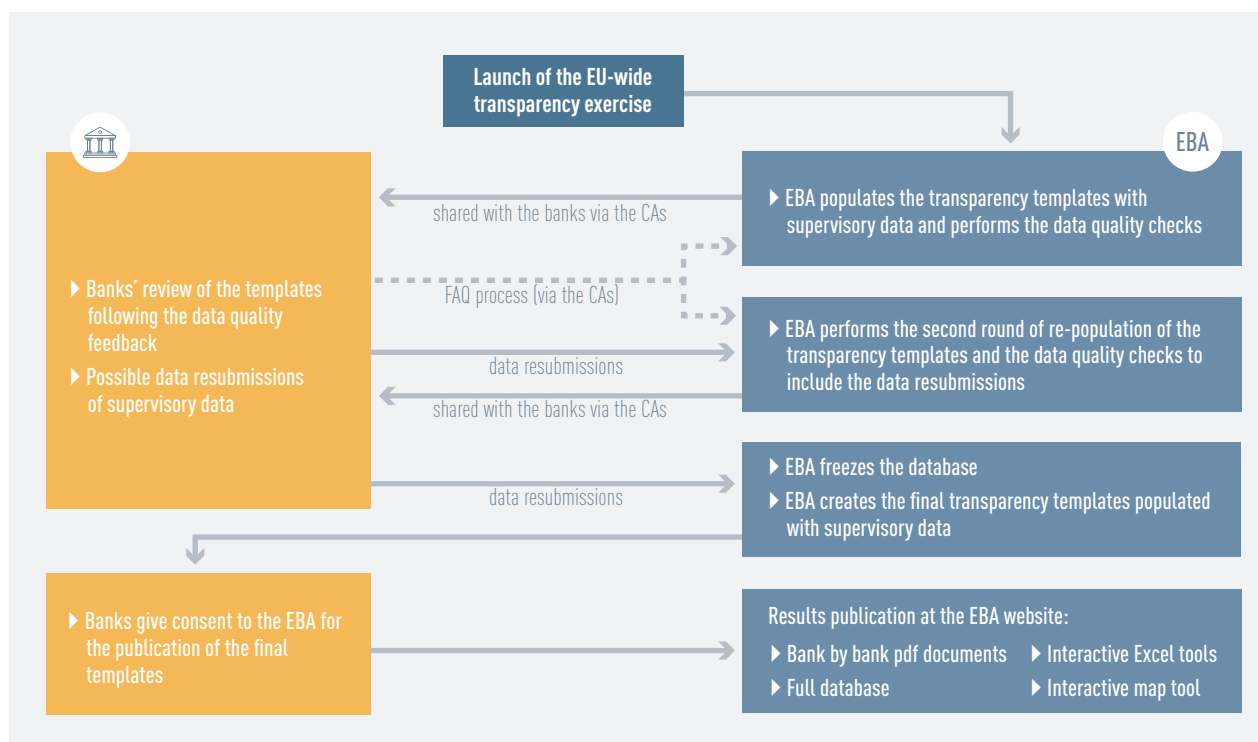 Launch of the EU-wide
transparency exercise
EBA
▶ EBA populates the transparency templates with
supervisory data and performs the data quality checks
shared with the banks via the CAs
▶ Banks' review of the templates
following the data quality
feedback
▶ Possible data resubmissions
of supervisory data
FAQ process (via the CAs)
▶ EBA performs the second round of re-population of the
transparency templates and the data quality checks to
include the data resubmissions
data resubmissions
shared with the banks via the CAs
▶ EBA freezes the database
▶ EBA creates the final transparency templates populated
with supervisory data
data resubmissions
▶ Banks give consent to the EBA for
the publication of the final
templates
Results publication at the EBA website:
▶ Bank by bank pdf documents
▶ Full database
▶ Interactive Excel tools
▶ Interactive map tool